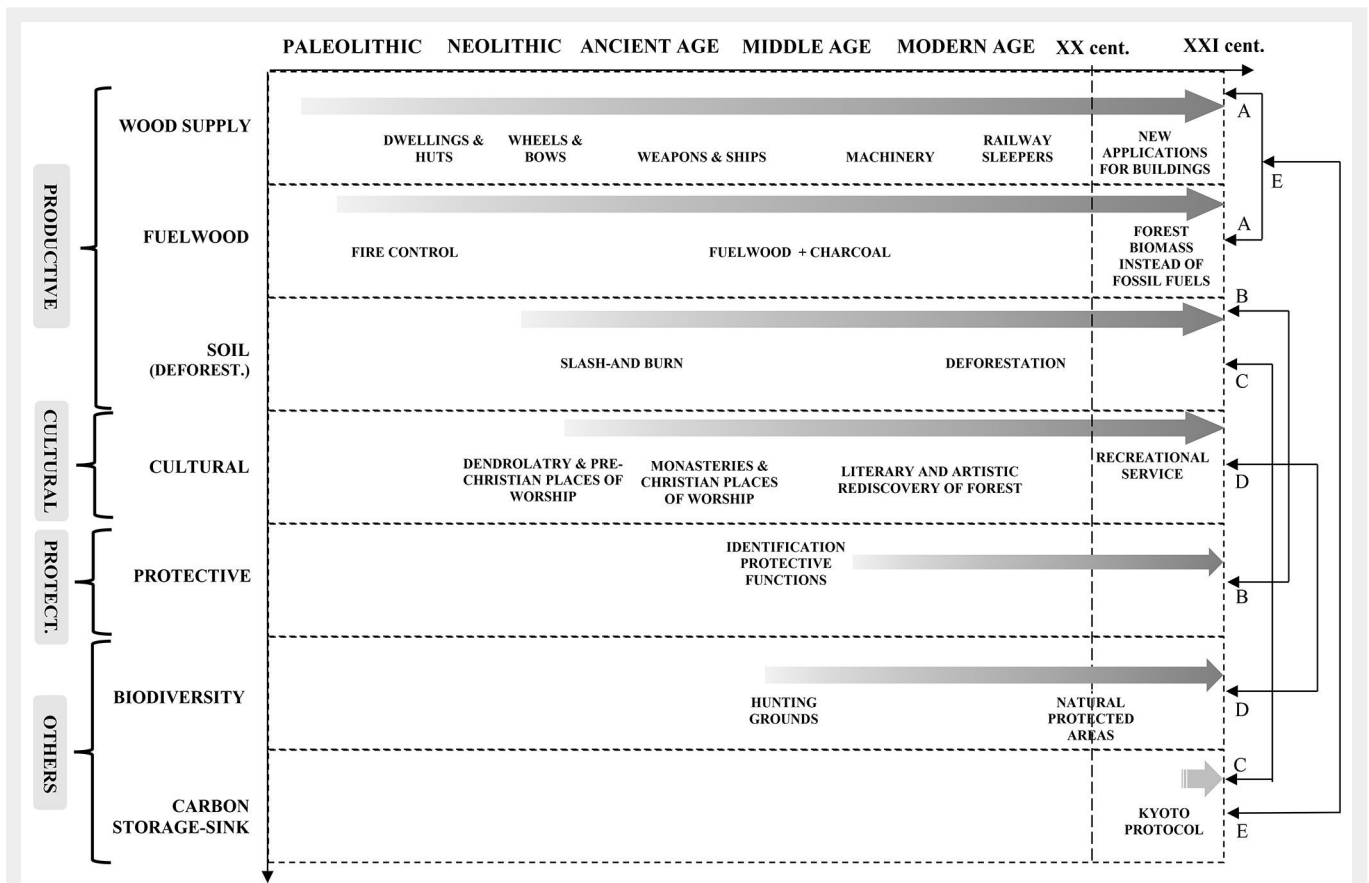 PALEOLITHIC NEOLITHIC ANCIENT AGE MIDDLE AGE MODERN AGE XX cent. XXI cent.
PRODUCTIVE
WOOD SUPPLY
DWELLINGS &
HUTS
WHEELS &
BOWS
WEAPONS & SHIPS
MACHINERY
RAILWAY
SLEEPERS
NEW
APPLICATIONS
FOR BUILDINGS
A
E
FUELWOOD
FIRE CONTROL
FUELWOOD + CHARCOAL
FOREST
BIOMASS
INSTEAD OF
FOSSIL FUELS
A
SOIL
(DEFOREST.)
SLASH-AND BURN
DEFORESTATION
B
C
CULTURAL
CULTURAL
DENDROLATRY & PRE-
CHRISTIAN PLACES OF
WORSHIP
MONASTERIES &
CHRISTIAN PLACES
OF WORSHIP
LITERARY AND ARTISTIC
REDISCOVERY OF FOREST
RECREATIONAL
SERVICE
D
PROTECT.
PROTECTIVE
IDENTIFICATION
PROTECTIVE
FUNCTIONS
B
OTHERS
BIODIVERSITY
HUNTING
GROUNDS
NATURAL
PROTECTED
AREAS
D
CARBON
STORAGE-SINK
KYOTO
PROTOCOL
C
E